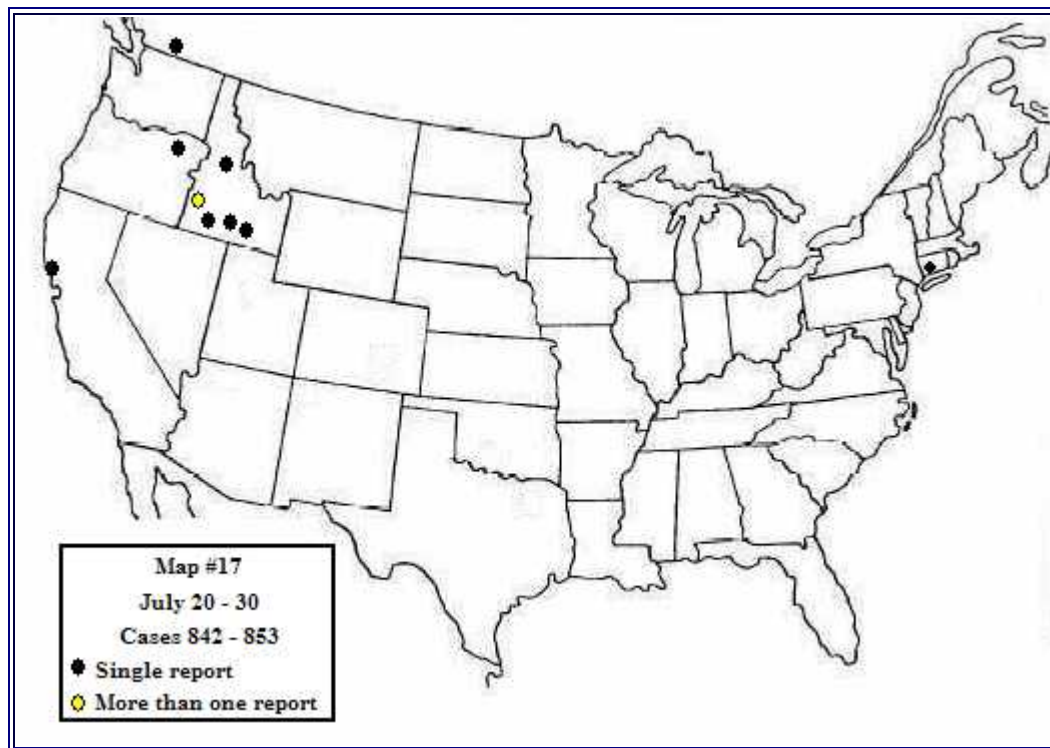 Map #17
July 20 - 30
Cases 842 - 853
Single report
More than one report